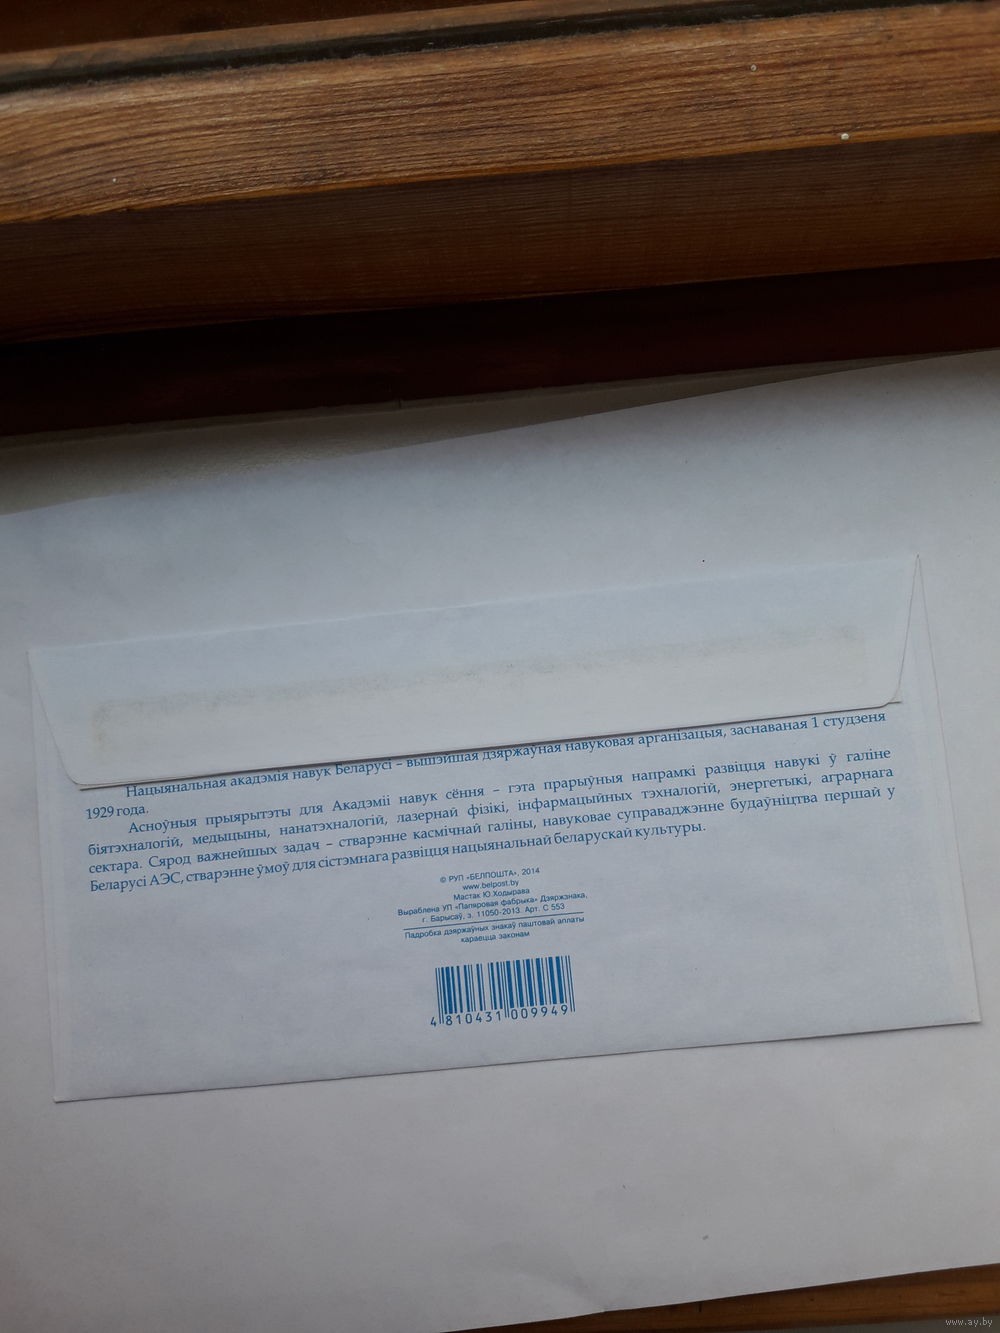 Нацыянальная акадэмія навук Беларусі – вышэйшая дзяржаўная навуковая арганізацыя, заснаваная 1 студзеня
1929 года.
Асноўныя прыярытэты для Акадэміі навук сёння – гэта прарыўныя напрамкі развіцця навукі ў галіне
біятэхналогій, медыцыны, нанатэхналогій, лазернай фізікі, інфармацыйных тэхналогій, энергетыкі, аграрнага
сектара. Сярод важнейшых задач – стварэнне касмічнай галіны, навуковае суправаджэнне будаўніцтва першай у
Беларусі АЭС, стварэнне ўмоў для сістэмнага развіцця нацыянальнай беларускай культуры.
© РУП «БЕЛПОШТА», 2014
www.belpost.by
Мастак Ю.Ходырава
Выраблена УП «Папяровая фабрыка» Дзяржзнака,
г. Барысаў, з. 11050-2013. Арт. С 553
Падробка дзяржаўных знакаў паштовай аплаты
караецца законам
4 810431 009949
www.ay.by